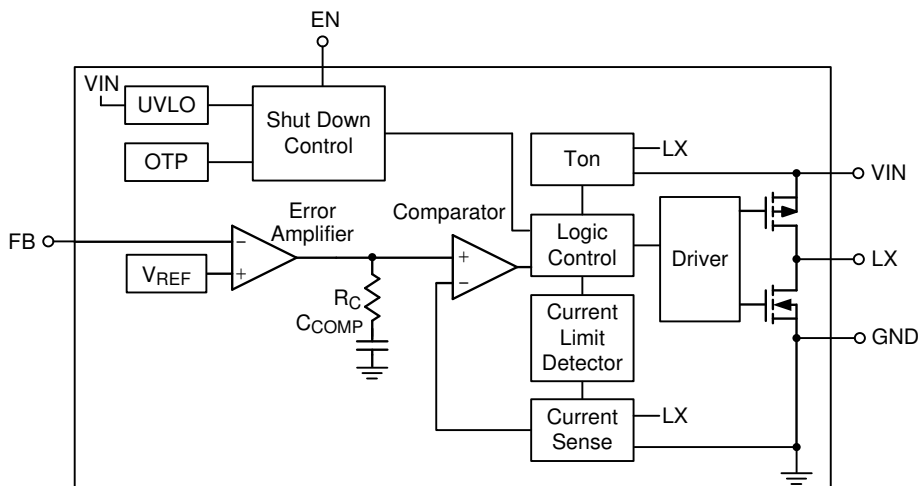 EN
VIN
UVLO
Shut Down
Control
OTP
Ton
LX
VIN
Error
Amplifier
Comparator
FB
−
+
VREF
+
−
Logic
Control
Driver
LX
RC
CCOMP
Current
Limit
Detector
GND
Current
Sense
LX